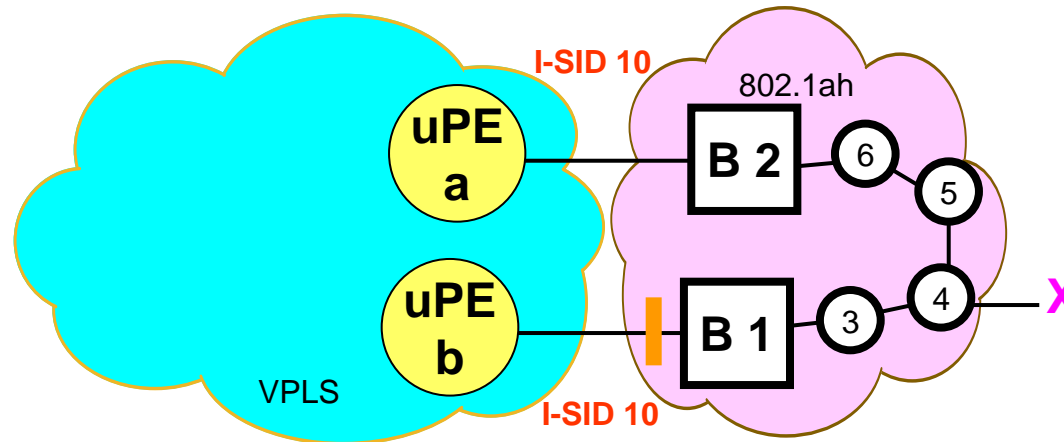 I-SID 10
802.1ah
uPE
a
B 2
6
5
uPE
b
B 1
3
4
X
VPLS
I-SID 10